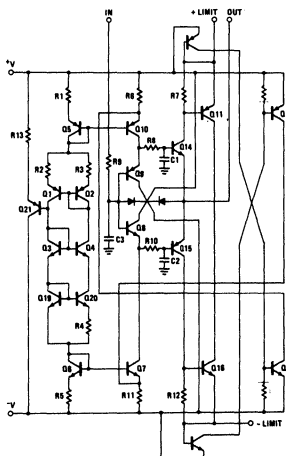 IN
+ LIMIT
OUT
+V
R1
R6
R7
Q11
Q
R13
Q5
Q10
R8
Q14
C1
R2
R3
R9
Q9
Q1
Q2
Q21
Q3
Q4
Q8
R10
Q15
C3
C2
Q19
Q20
R4
Q6
Q7
Q16
Q
R5
R11
R12
-V
- LIMIT